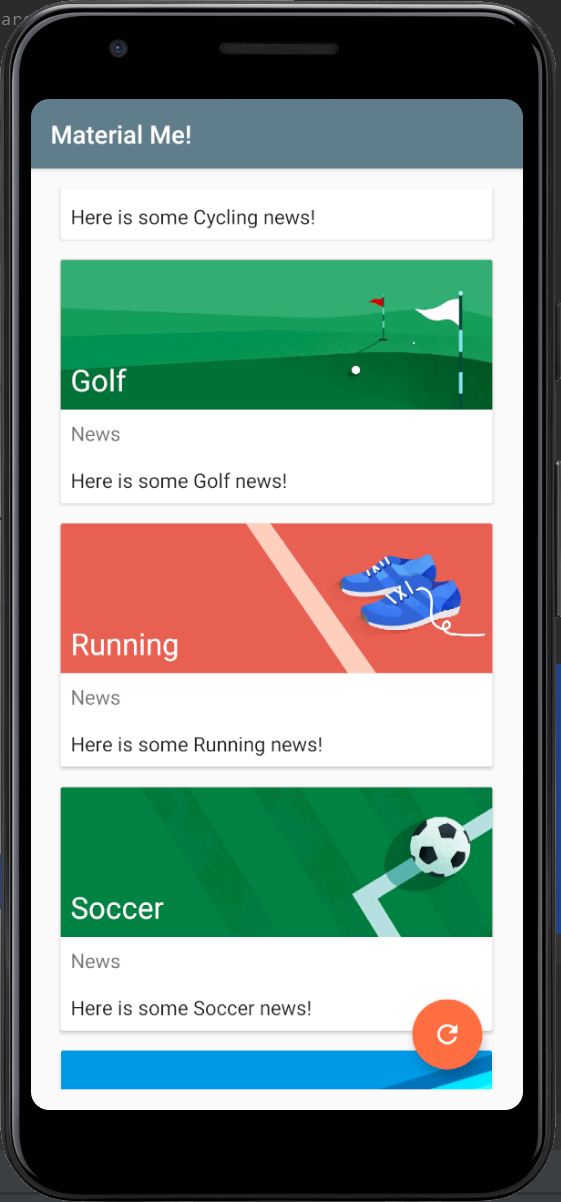 Material Me!
Here is some Cycling news!
Golf
News
Here is some Golf news!
Running
News
Here is some Running news!
Soccer
News
Here is some Soccer news!